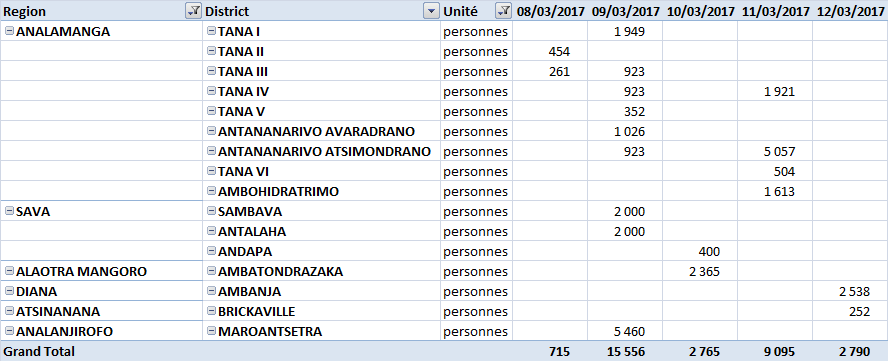 Region District Unité 08/03/2017 09/03/2017 10/03/2017 11/03/2017 12/03/2017
ANALAMANGA TANA I personnes 1 949
TANA II personnes 454
TANA III personnes 261 923
TANA IV personnes 923 1 921
TANA V personnes 352
ANTANANARIVO AVARADRANO personnes 1 026
ANTANANARIVO ATSIMONDRANO personnes 923 5 057
TANA VI personnes 504
AMBOHIDRATRIMO personnes 1 613
SAVA SAMBAVA personnes 2 000
ANTALAHA personnes 2 000
ANDAPA personnes 400
ALAOTRA MANGORO AMBATONDRAZAKA personnes 2 365
DIANA AMBANJA personnes 2 538
ATSINANANA BRICKAVILLE personnes 252
ANALANJIROFO MAROANTSETRA personnes 5 460
Grand Total 715 15 556 2 765 9 095 2 790